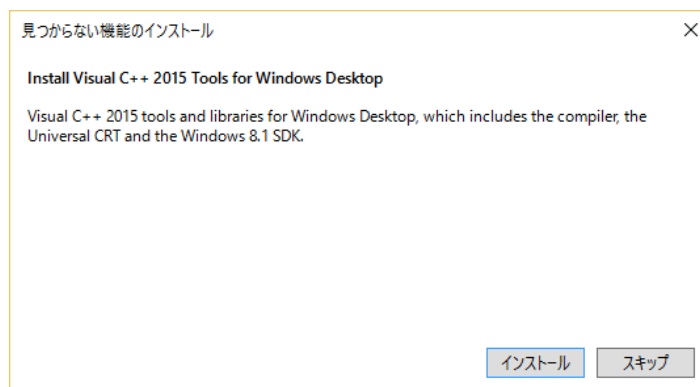 見つからない機能のインストール
Install Visual C++ 2015 Tools for Windows Desktop
Visual C++ 2015 tools and libraries for Windows Desktop, which includes the compiler, the
Universal CRT and the Windows 8.1 SDK.
インストール
スキップ